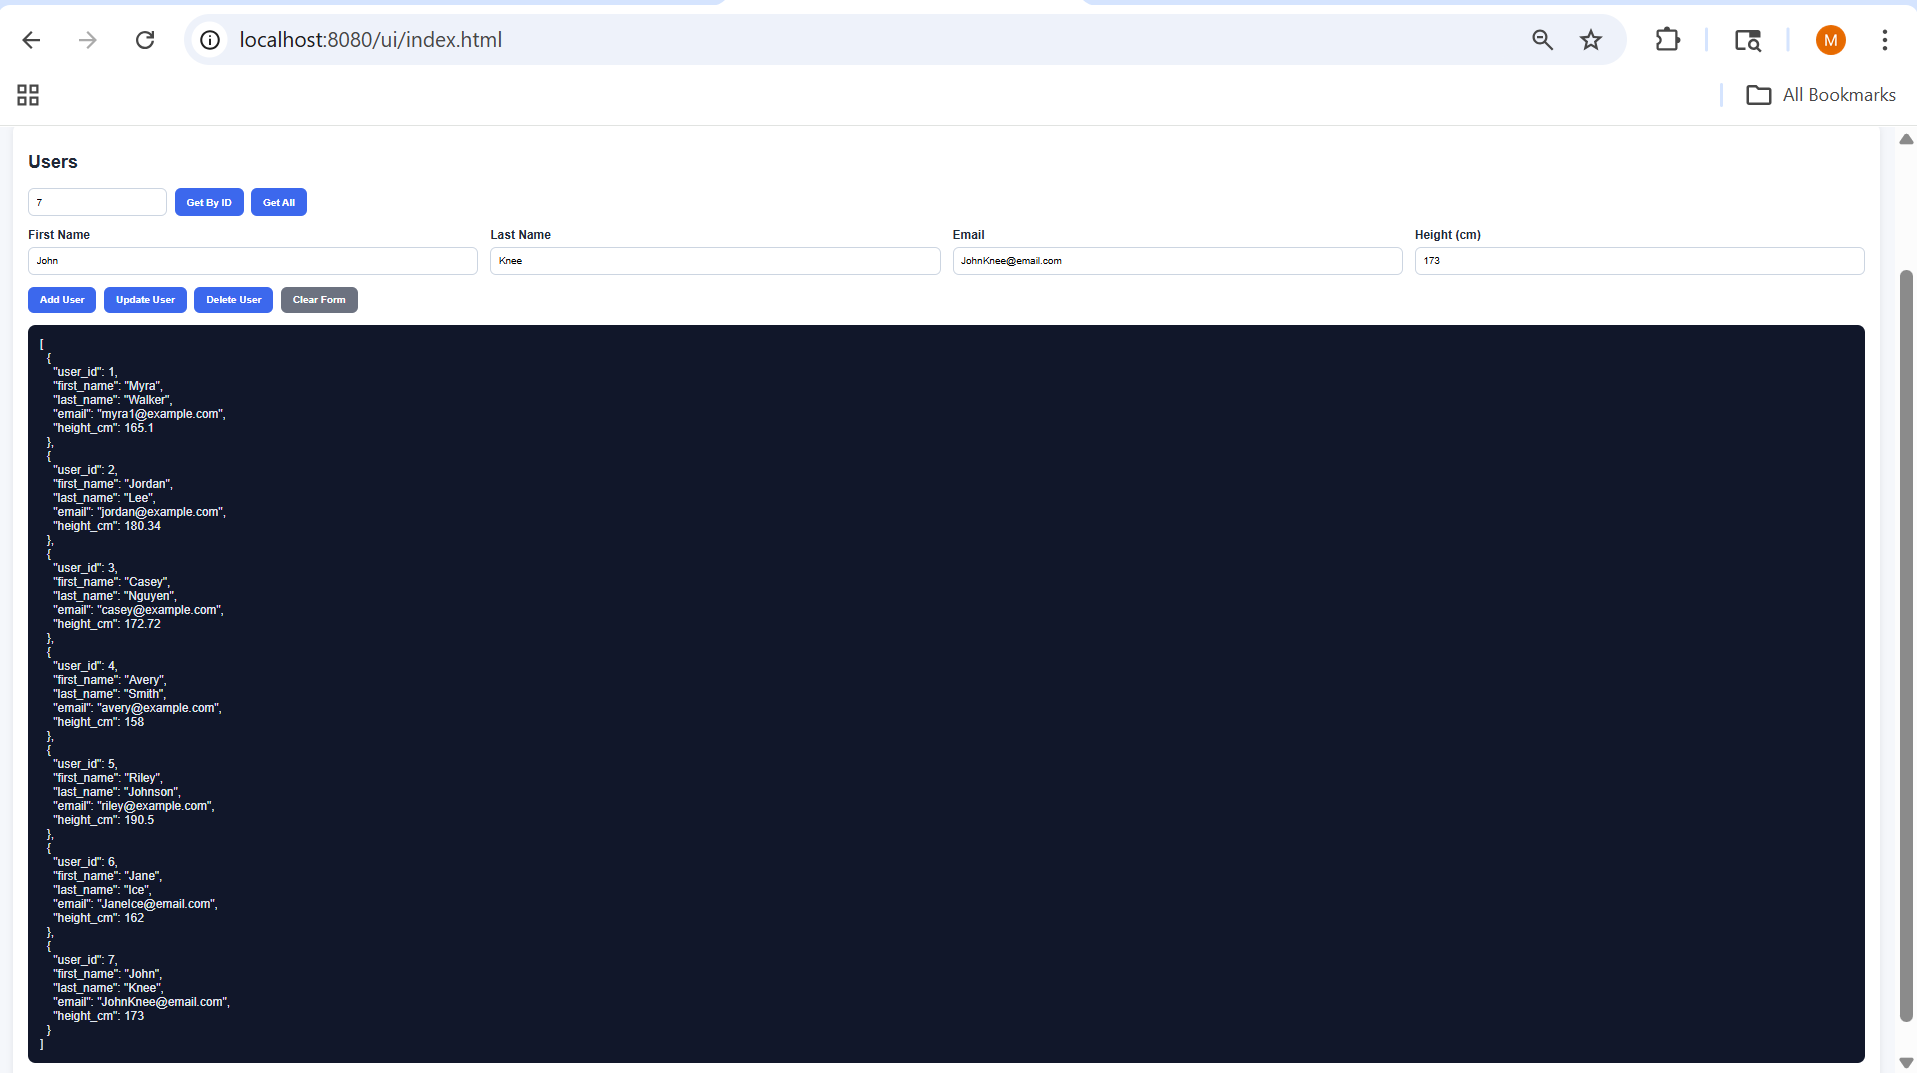 localhost:8080/ui/index.html
M
All Bookmarks
Users
7 Get By ID Get All
First Name Last Name Email Height (cm)
John Knee JohnKnee@email.com 173
Add User Update User Delete User Clear Form
[
{
"user_id": 1,
"first_name": "Myra",
"last_name": "Walker",
"email": "myra1@example.com",
"height_cm": 165.1
},
{
"user_id": 2,
"first_name": "Jordan",
"last_name": "Lee",
"email": "jordan@example.com",
"height_cm": 180.34
},
{
"user_id": 3,
"first_name": "Casey",
"last_name": "Nguyen",
"email": "casey@example.com",
"height_cm": 172.72
},
{
"user_id": 4,
"first_name": "Avery",
"last_name": "Smith",
"email": "avery@example.com",
"height_cm": 158
},
{
"user_id": 5,
"first_name": "Riley",
"last_name": "Johnson",
"email": "riley@example.com",
"height_cm": 190.5
},
{
"user_id": 6,
"first_name": "Jane",
"last_name": "Ice",
"email": "JaneIce@email.com",
"height_cm": 162
},
{
"user_id": 7,
"first_name": "John",
"last_name": "Knee",
"email": "JohnKnee@email.com",
"height_cm": 173
}
]